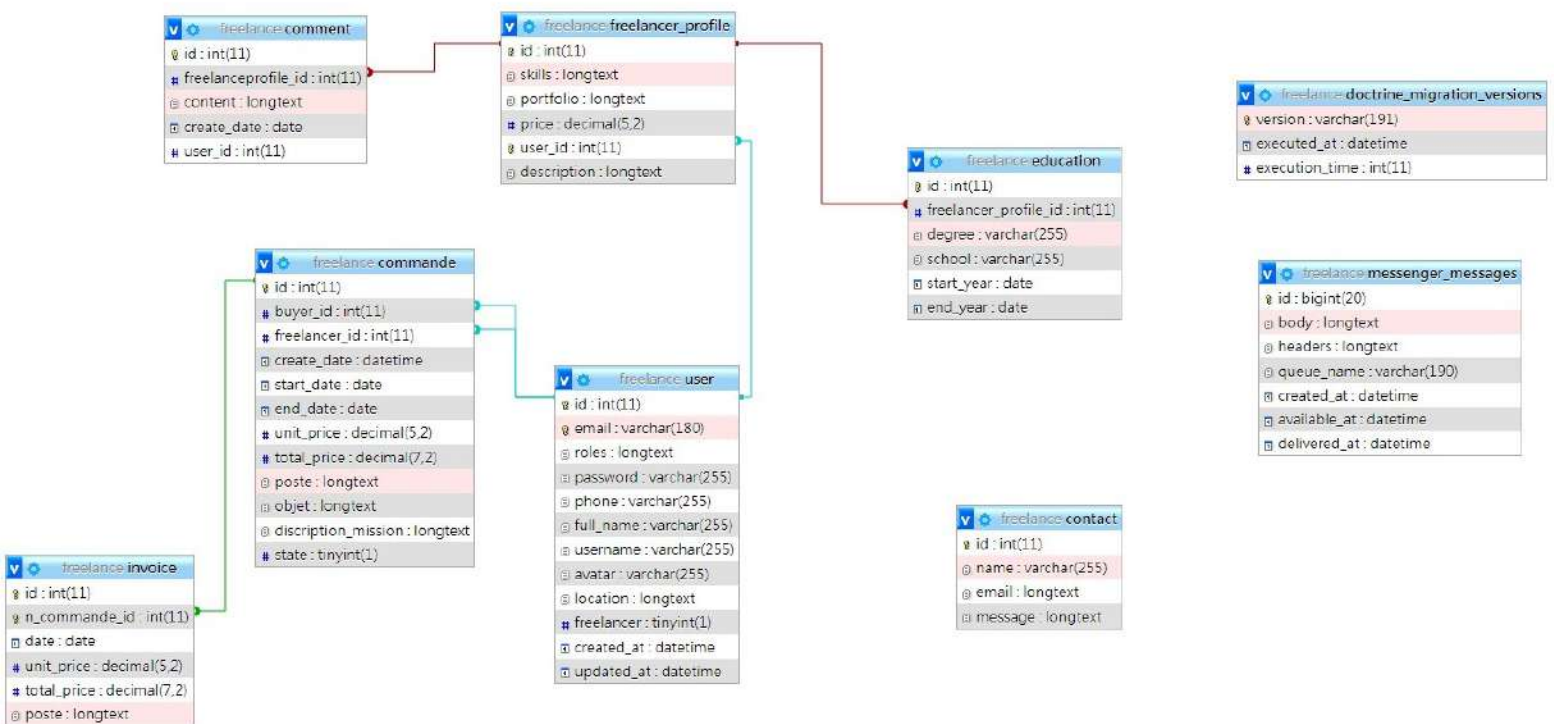 freelance comment
id : int(11)
freelanceprofile_id : int(11)
content : longtext
create_date : date
user_id : int(11)
freelance freelancer_profile
id : int(11)
skills : longtext
portfolio : longtext
price : decimal(5,2)
user_id : int(11)
description : longtext
freelance doctrine_migration_versions
version : varchar(191)
executed_at : datetime
execution_time : int(11)
freelance education
id : int(11)
freelancer_profile_id : int(11)
degree : varchar(255)
school : varchar(255)
start_year : date
end_year : date
freelance commande
id : int(11)
buyer_id : int(11)
freelancer_id : int(11)
create_date : datetime
start_date : date
end_date : date
unit_price : decimal(5,2)
total_price : decimal(7,2)
poste : longtext
objet : longtext
discription_mission : longtext
state : tinyint(1)
freelance messenger_messages
id : bigint(20)
body : longtext
headers : longtext
queue_name : varchar(190)
created_at : datetime
available_at : datetime
delivered_at : datetime
freelance user
id : int(11)
email : varchar(180)
roles : longtext
password : varchar(255)
phone : varchar(255)
full_name : varchar(255)
username : varchar(255)
avatar : varchar(255)
location : longtext
freelancer : tinyint(1)
created_at : datetime
updated_at : datetime
freelance contact
id : int(11)
name : varchar(255)
email : longtext
message : longtext
freelance invoice
id : int(11)
n_commande_id : int(11)
date : date
unit_price : decimal(5,2)
total_price : decimal(7,2)
poste : longtext